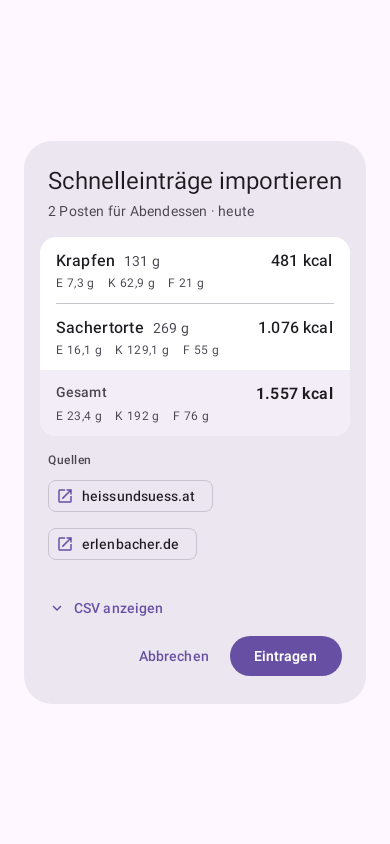 Schnelleinträge importieren
2 Posten für Abendessen · heute
Krapfen 131 g 481 kcal
E 7,3 g K 62,9 g F 21 g
Sachertorte 269 g 1.076 kcal
E 16,1 g K 129,1 g F 55 g
Gesamt 1.557 kcal
E 23,4 g K 192 g F 76 g
Quellen
heissundsuess.at
erlenbacher.de
CSV anzeigen
Abbrechen Eintragen